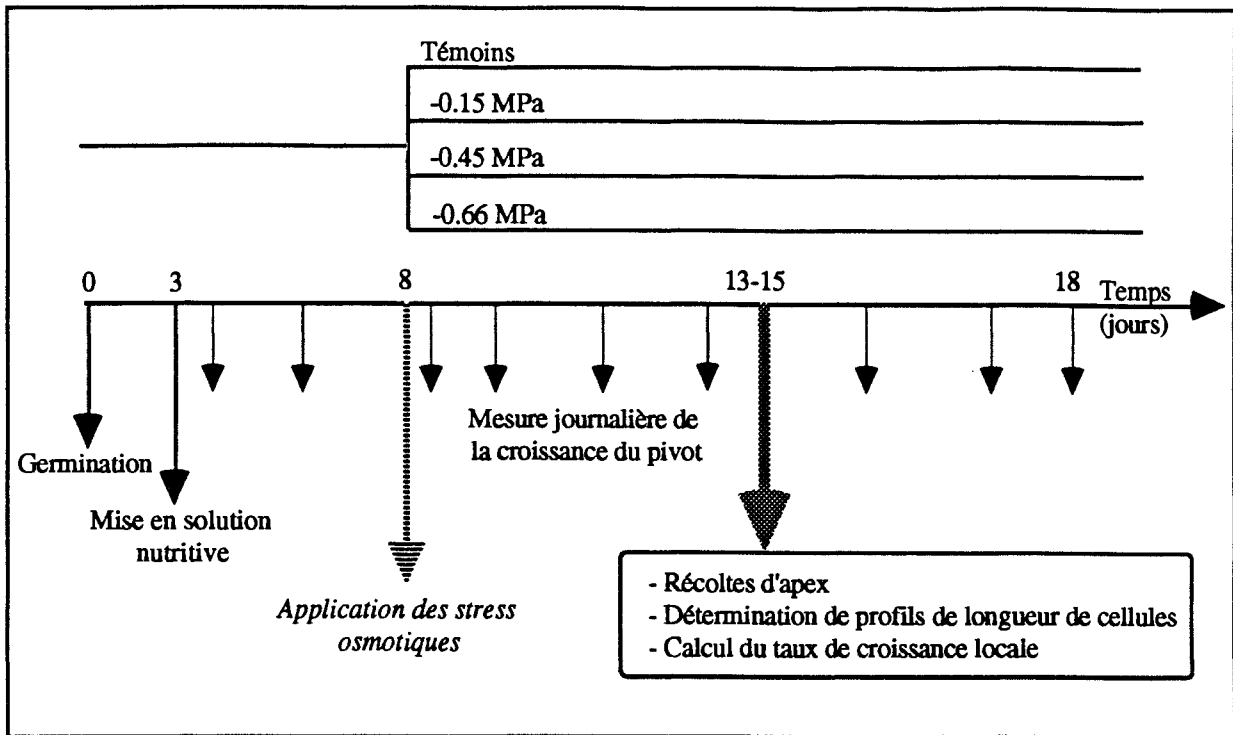 Témoins
-0.15 MPa
-0.45 MPa
-0.66 MPa
0
3
8
13-15
18
Temps
(jours)
Mesure journalière de
la croissance du pivot
Germination
Mise en solution
nutritive
Application des stress
osmotiques
- Récoltes d'apex
- Détermination de profils de longueur de cellules
- Calcul du taux de croissance locale